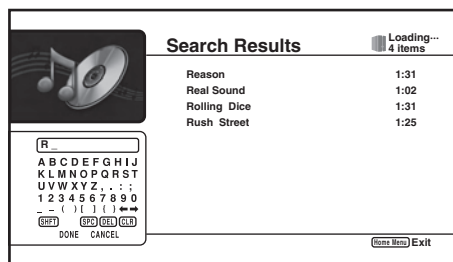 Search Results
Loading...
4 items
Reason 1:31
Real Sound 1:02
Rolling Dice 1:31
Rush Street 1:25
R_
A B C D E F G H I J
K L M N O P Q R S T
U V W X Y Z , . : ;
1 2 3 4 5 6 7 8 9 0
_ – ( ) [ ] { } ⬅ ➡
SHFT SPC DEL CLR
DONE CANCEL
Home Menu Exit